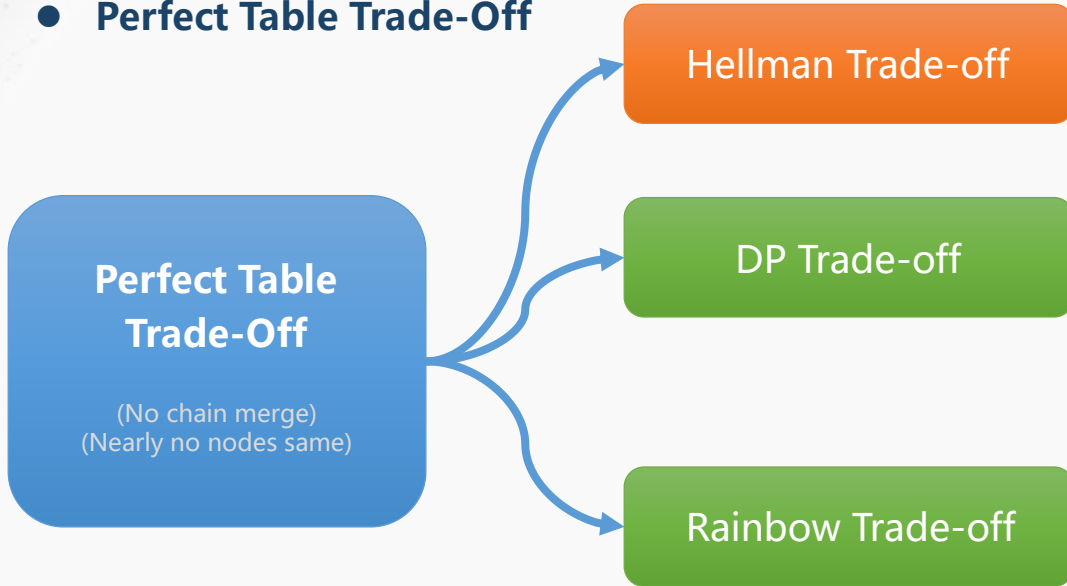 ● Perfect Table Trade-Off
Hellman Trade-off
DP Trade-off
Perfect Table
Trade-Off
(No chain merge)
(Nearly no nodes same)
Rainbow Trade-off